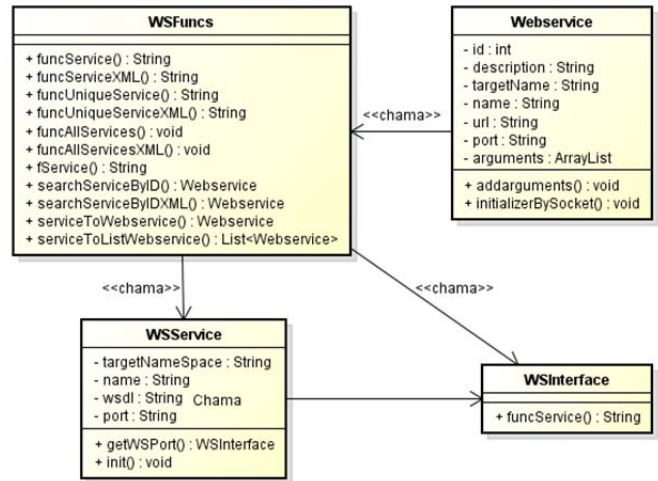 WSFuncs
+ funcService() : String
+ funcServiceXML() : String
+ funcUniqueService() : String
+ funcUniqueServiceXML() : String
+ funcAllServices() : void
+ funcAllServicesXML() : void
+ fService() : String
+ searchServiceByID() : Webservice
+ searchServiceByIDXML() : Webservice
+ serviceToWebservice() : Webservice
+ serviceToListWebservice() : List<Webservice>
<<chama>>
Webservice
- id : int
- description : String
- targetName : String
- name : String
- url : String
- port : String
- arguments : ArrayList
+ addarguments() : void
+ initializerBySocket() : void
<<chama>>
<<chama>>
WSService
- targetNameSpace : String
- name : String
- wsdl : String
- port : String
+ getWSPort() : WSInterface
+ init() : void
Chama
WSInterface
+ funcService() : String